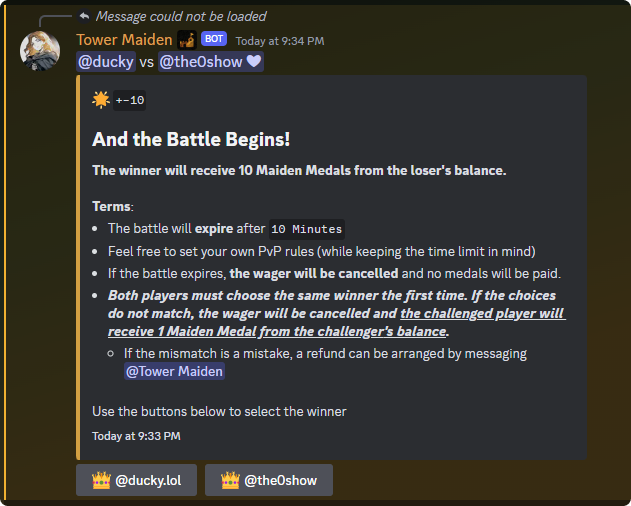 Message could not be loaded
Tower Maiden BOT Today at 9:34 PM
@ducky vs @the0show
+-10
And the Battle Begins!
The winner will receive 10 Maiden Medals from the loser's balance.
Terms:
The battle will expire after 10 Minutes
Feel free to set your own PvP rules (while keeping the time limit in mind)
If the battle expires, the wager will be cancelled and no medals will be paid.
Both players must choose the same winner the first time. If the choices
do not match, the wager will be cancelled and the challenged player will
receive 1 Maiden Medal from the challenger's balance.
If the mismatch is a mistake, a refund can be arranged by messaging
@Tower Maiden
Use the buttons below to select the winner
Today at 9:33 PM
@ducky.lol @the0show